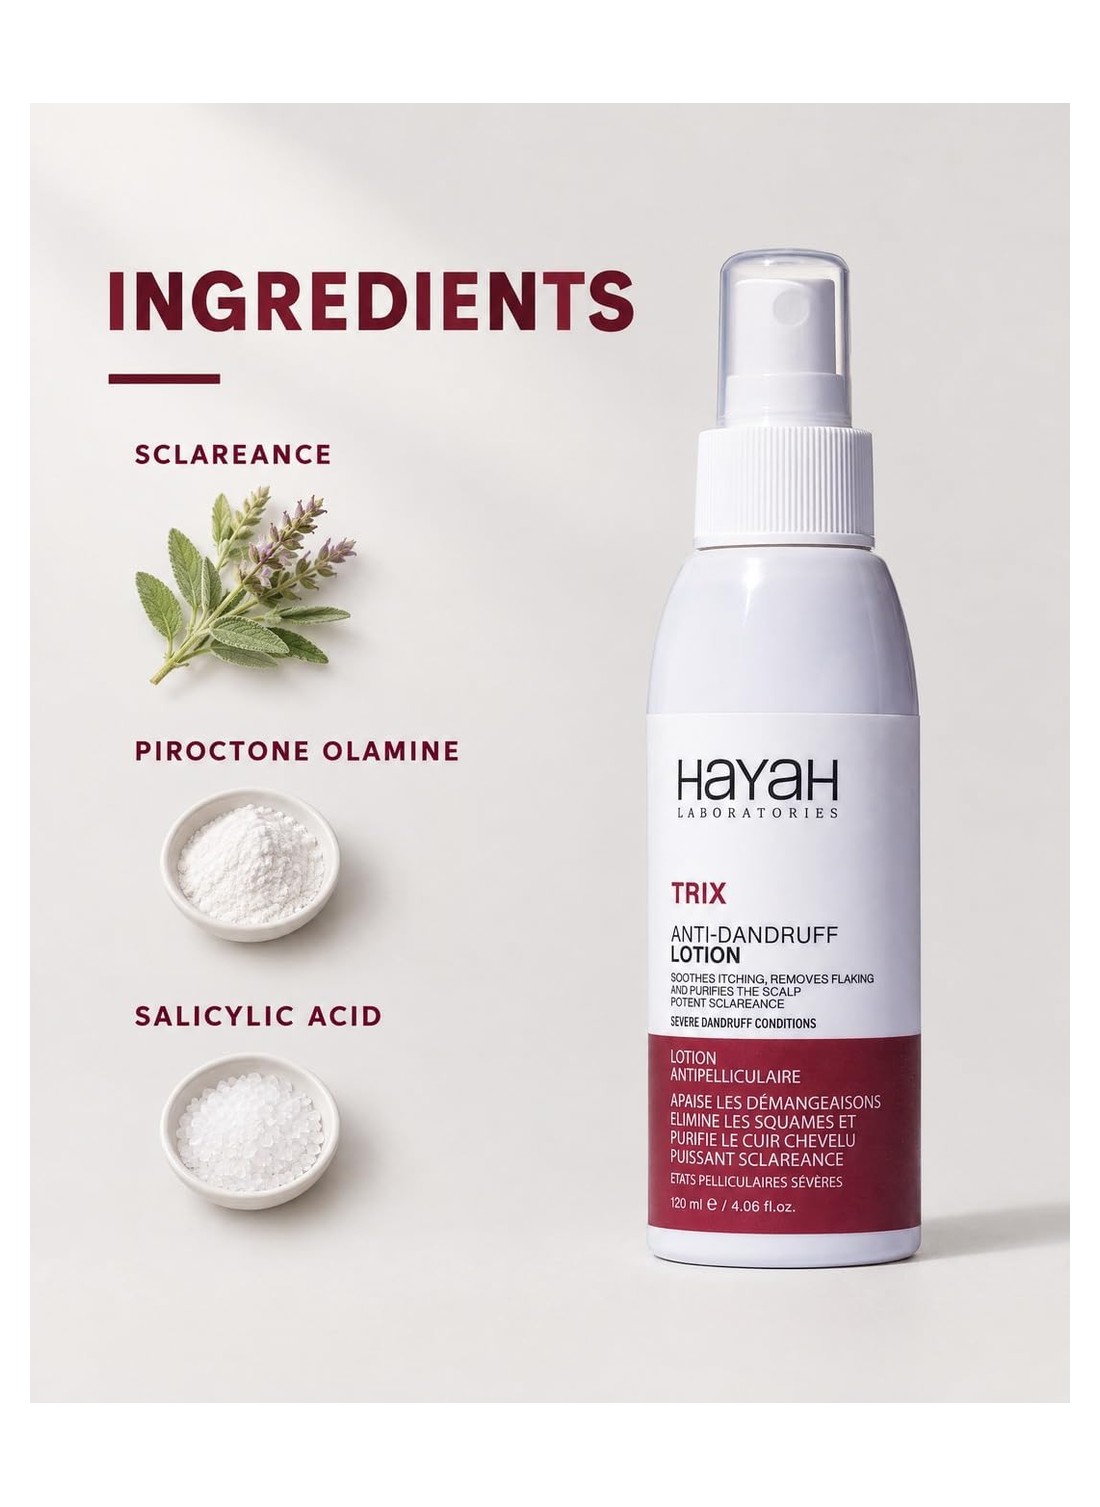 INGREDIENTS
SCLAREANCE
PIROCTONE OLAMINE
SALICYLIC ACID
HAYAH
LABORATORIES
TRIX
ANTI-DANDRUFF
LOTION
SOOTHES ITCHING, REMOVES FLAKING
AND PURIFIES THE SCALP
POTENT SCLAREANCE
SEVERE DANDRUFF CONDITIONS
LOTION
ANTIPELLICULAIRE
APAISE LES DÉMANGEAISONS
ELIMINE LES SQUAMES ET
PURIFIE LE CUIR CHEVELU
PUISSANT SCLAREANCE
ETATS PELLICULAIRES SÉVÈRES
120 ml e / 4.06 fl.oz.